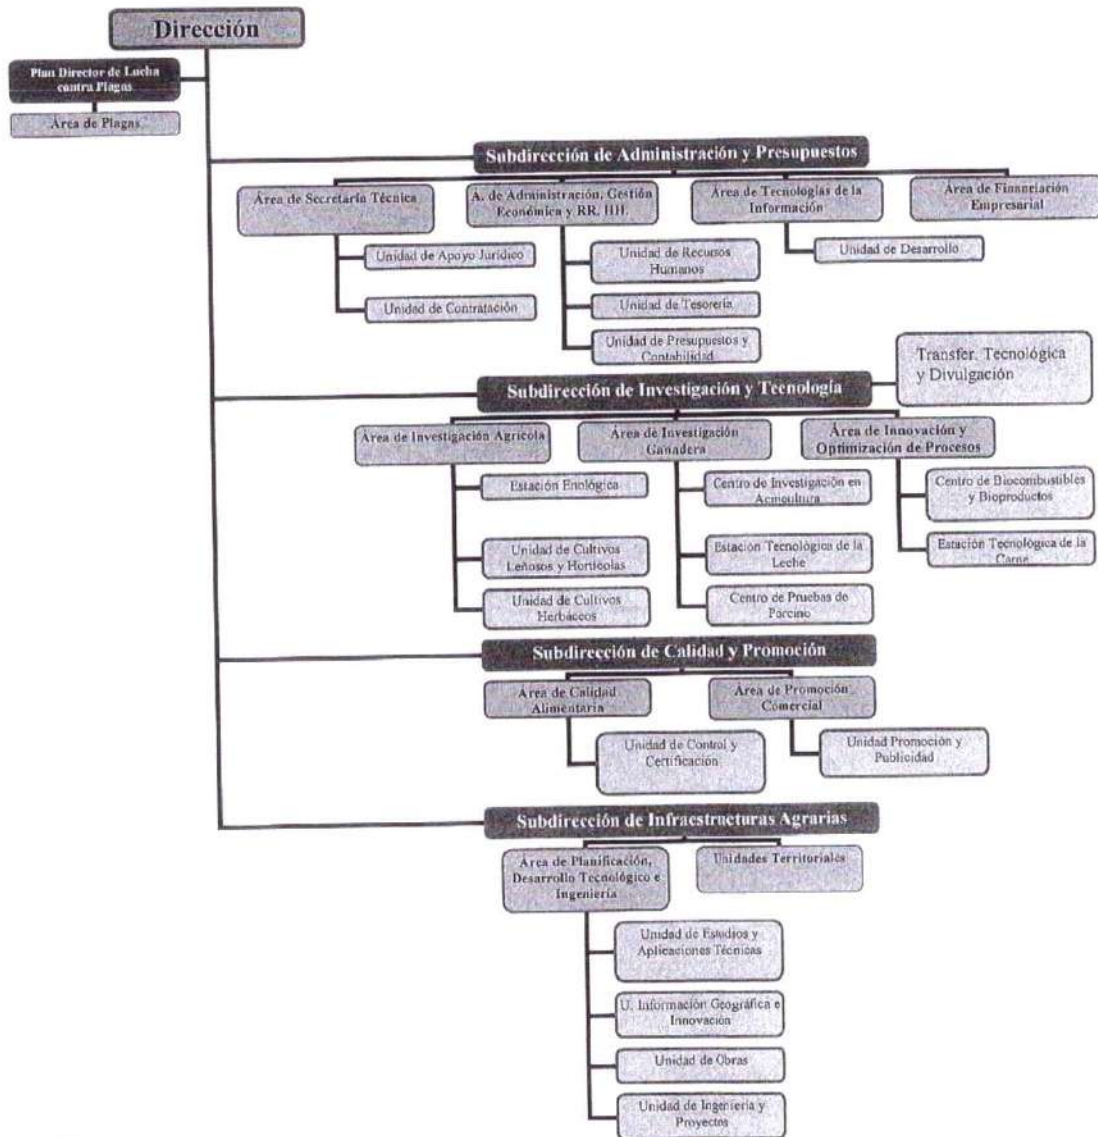 Dirección
Plan Director de Lucha
contra Plagas
Área de Plagas
Subdirección de Administración y Presupuestos
Área de Secretaría Técnica
A. de Administración, Gestión
Económica y RR. HH.
Área de Tecnologías de la
Información
Área de Financiación
Empresarial
Unidad de Apoyo Jurídico
Unidad de Contratación
Unidad de Recursos
Humanos
Unidad de Tesorería
Unidad de Presupuestos y
Contabilidad
Unidad de Desarrollo
Subdirección de Investigación y Tecnología
Transfer. Tecnológica
y Divulgación
Área de Investigación Agrícola
Área de Investigación
Ganadera
Área de Innovación y
Optimización de Procesos
Estación Enológica
Unidad de Cultivos
Leñosos y Hortícolas
Unidad de Cultivos
Herbáceos
Centro de Investigación en
Acuicultura
Estación Tecnológica de la
Leche
Centro de Pruebas de
Porcino
Centro de Biocombustibles
y Bioproductos
Estación Tecnológica de la
Carne
Subdirección de Calidad y Promoción
Área de Calidad
Alimentaria
Área de Promoción
Comercial
Unidad de Control y
Certificación
Unidad Promoción y
Publicidad
Subdirección de Infraestructuras Agrarias
Área de Planificación,
Desarrollo Tecnológico e
Ingeniería
Unidades Territoriales
Unidad de Estudios y
Aplicaciones Técnicas
U. Información Geográfica e
Innovación
Unidad de Obras
Unidad de Ingeniería y
Proyectos